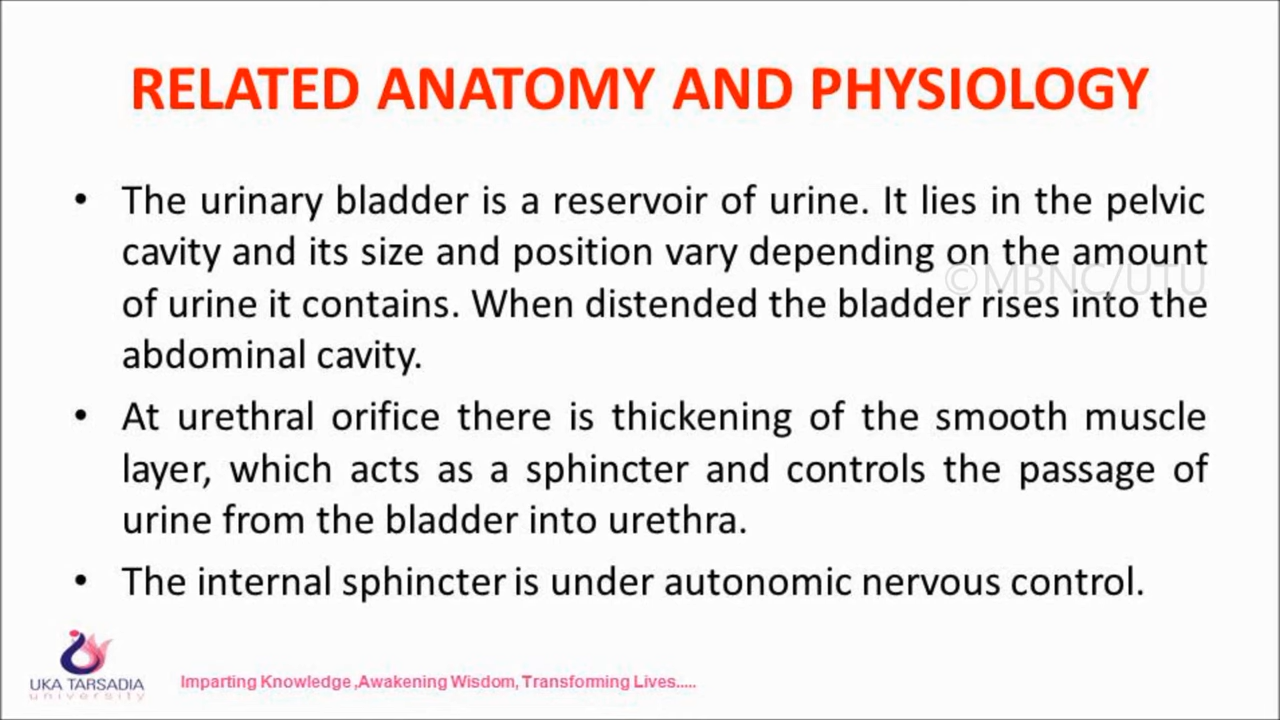 RELATED ANATOMY AND PHYSIOLOGY
• The urinary bladder is a reservoir of urine. It lies in the pelvic
cavity and its size and position vary depending on the amount
of urine it contains. When distended the bladder rises into the
abdominal cavity.
• At urethral orifice there is thickening of the smooth muscle
layer, which acts as a sphincter and controls the passage of
urine from the bladder into urethra.
• The internal sphincter is under autonomic nervous control.
©MBNC/UTU
UKA TARSADIA
university
Imparting Knowledge ,Awakening Wisdom, Transforming Lives.....